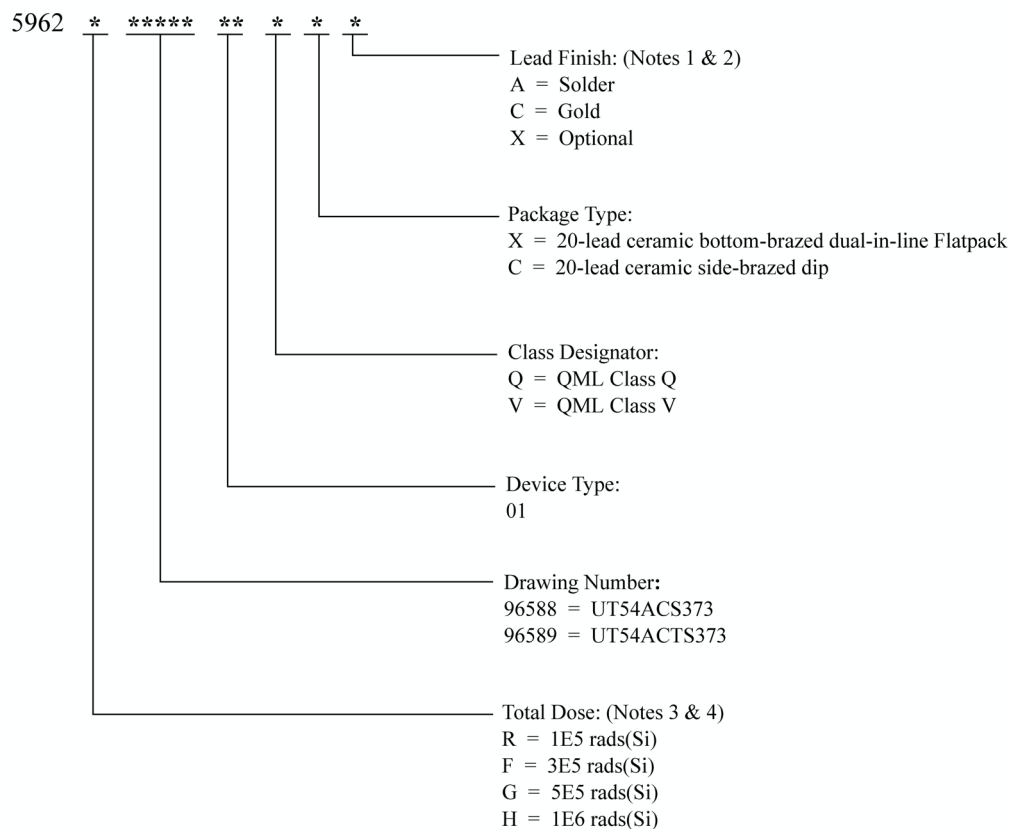 5962 * ***** ** * * *
Lead Finish: (Notes 1 & 2)
A = Solder
C = Gold
X = Optional
Package Type:
X = 20-lead ceramic bottom-brazed dual-in-line Flatpack
C = 20-lead ceramic side-brazed dip
Class Designator:
Q = QML Class Q
V = QML Class V
Device Type:
01
Drawing Number:
96588 = UT54ACS373
96589 = UT54ACTS373
Total Dose: (Notes 3 & 4)
R = 1E5 rads(Si)
F = 3E5 rads(Si)
G = 5E5 rads(Si)
H = 1E6 rads(Si)